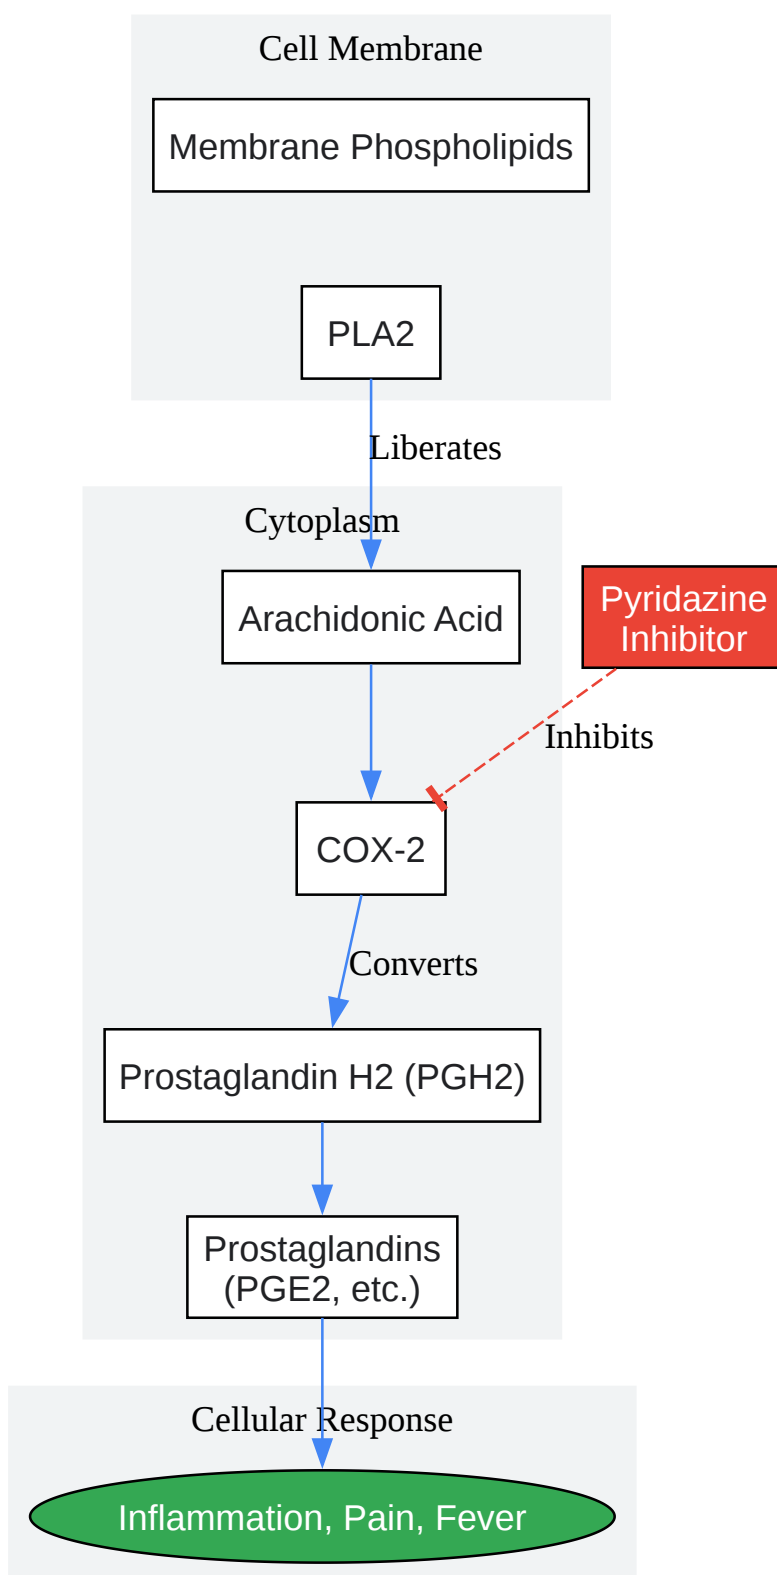 Cell Membrane
Membrane Phospholipids
PLA2
Liberates
Cytoplasm
Arachidonic Acid
Pyridazine
Inhibitor
Inhibits
COX-2
Converts
Prostaglandin H2 (PGH2)
Prostaglandins
(PGE2, etc.)
Cellular Response
Inflammation, Pain, Fever